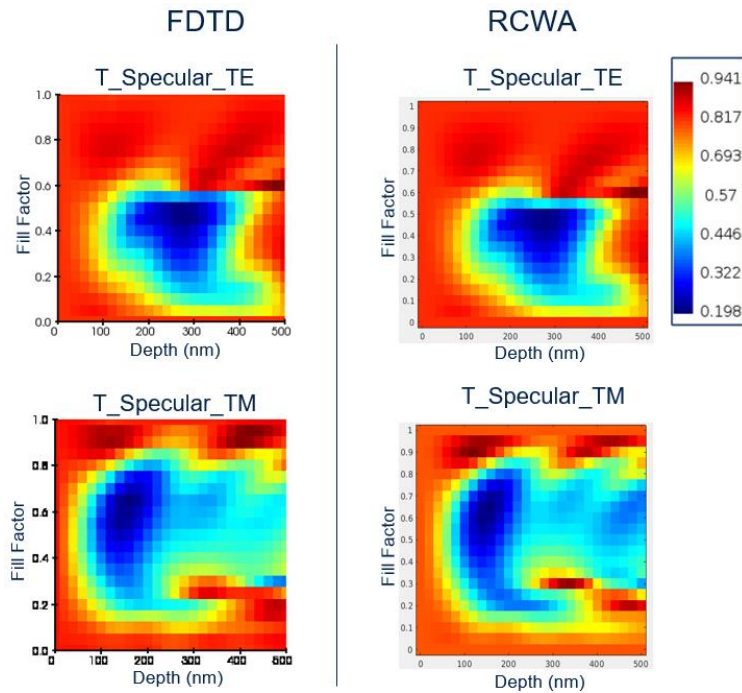 FDTD
T_Specular_TE
Fill Factor
1.0
0.8
0.6
0.4
0.2
0.0
0 100 200 300 400 500
Depth (nm)
RCWA
T_Specular_TE
Fill Factor
1
0.9
0.8
0.7
0.6
0.5
0.4
0.3
0.2
0.1
0
0 100 200 300 400 500
Depth (nm)
0.941
0.817
0.693
0.57
0.446
0.322
0.198
T_Specular_TM
Fill Factor
1.0
0.8
0.6
0.4
0.2
0.0
0 100 200 300 400 500
Depth (nm)
T_Specular_TM
Fill Factor
1
0.9
0.8
0.7
0.6
0.5
0.4
0.3
0.2
0.1
0
0 100 200 300 400 500
Depth (nm)